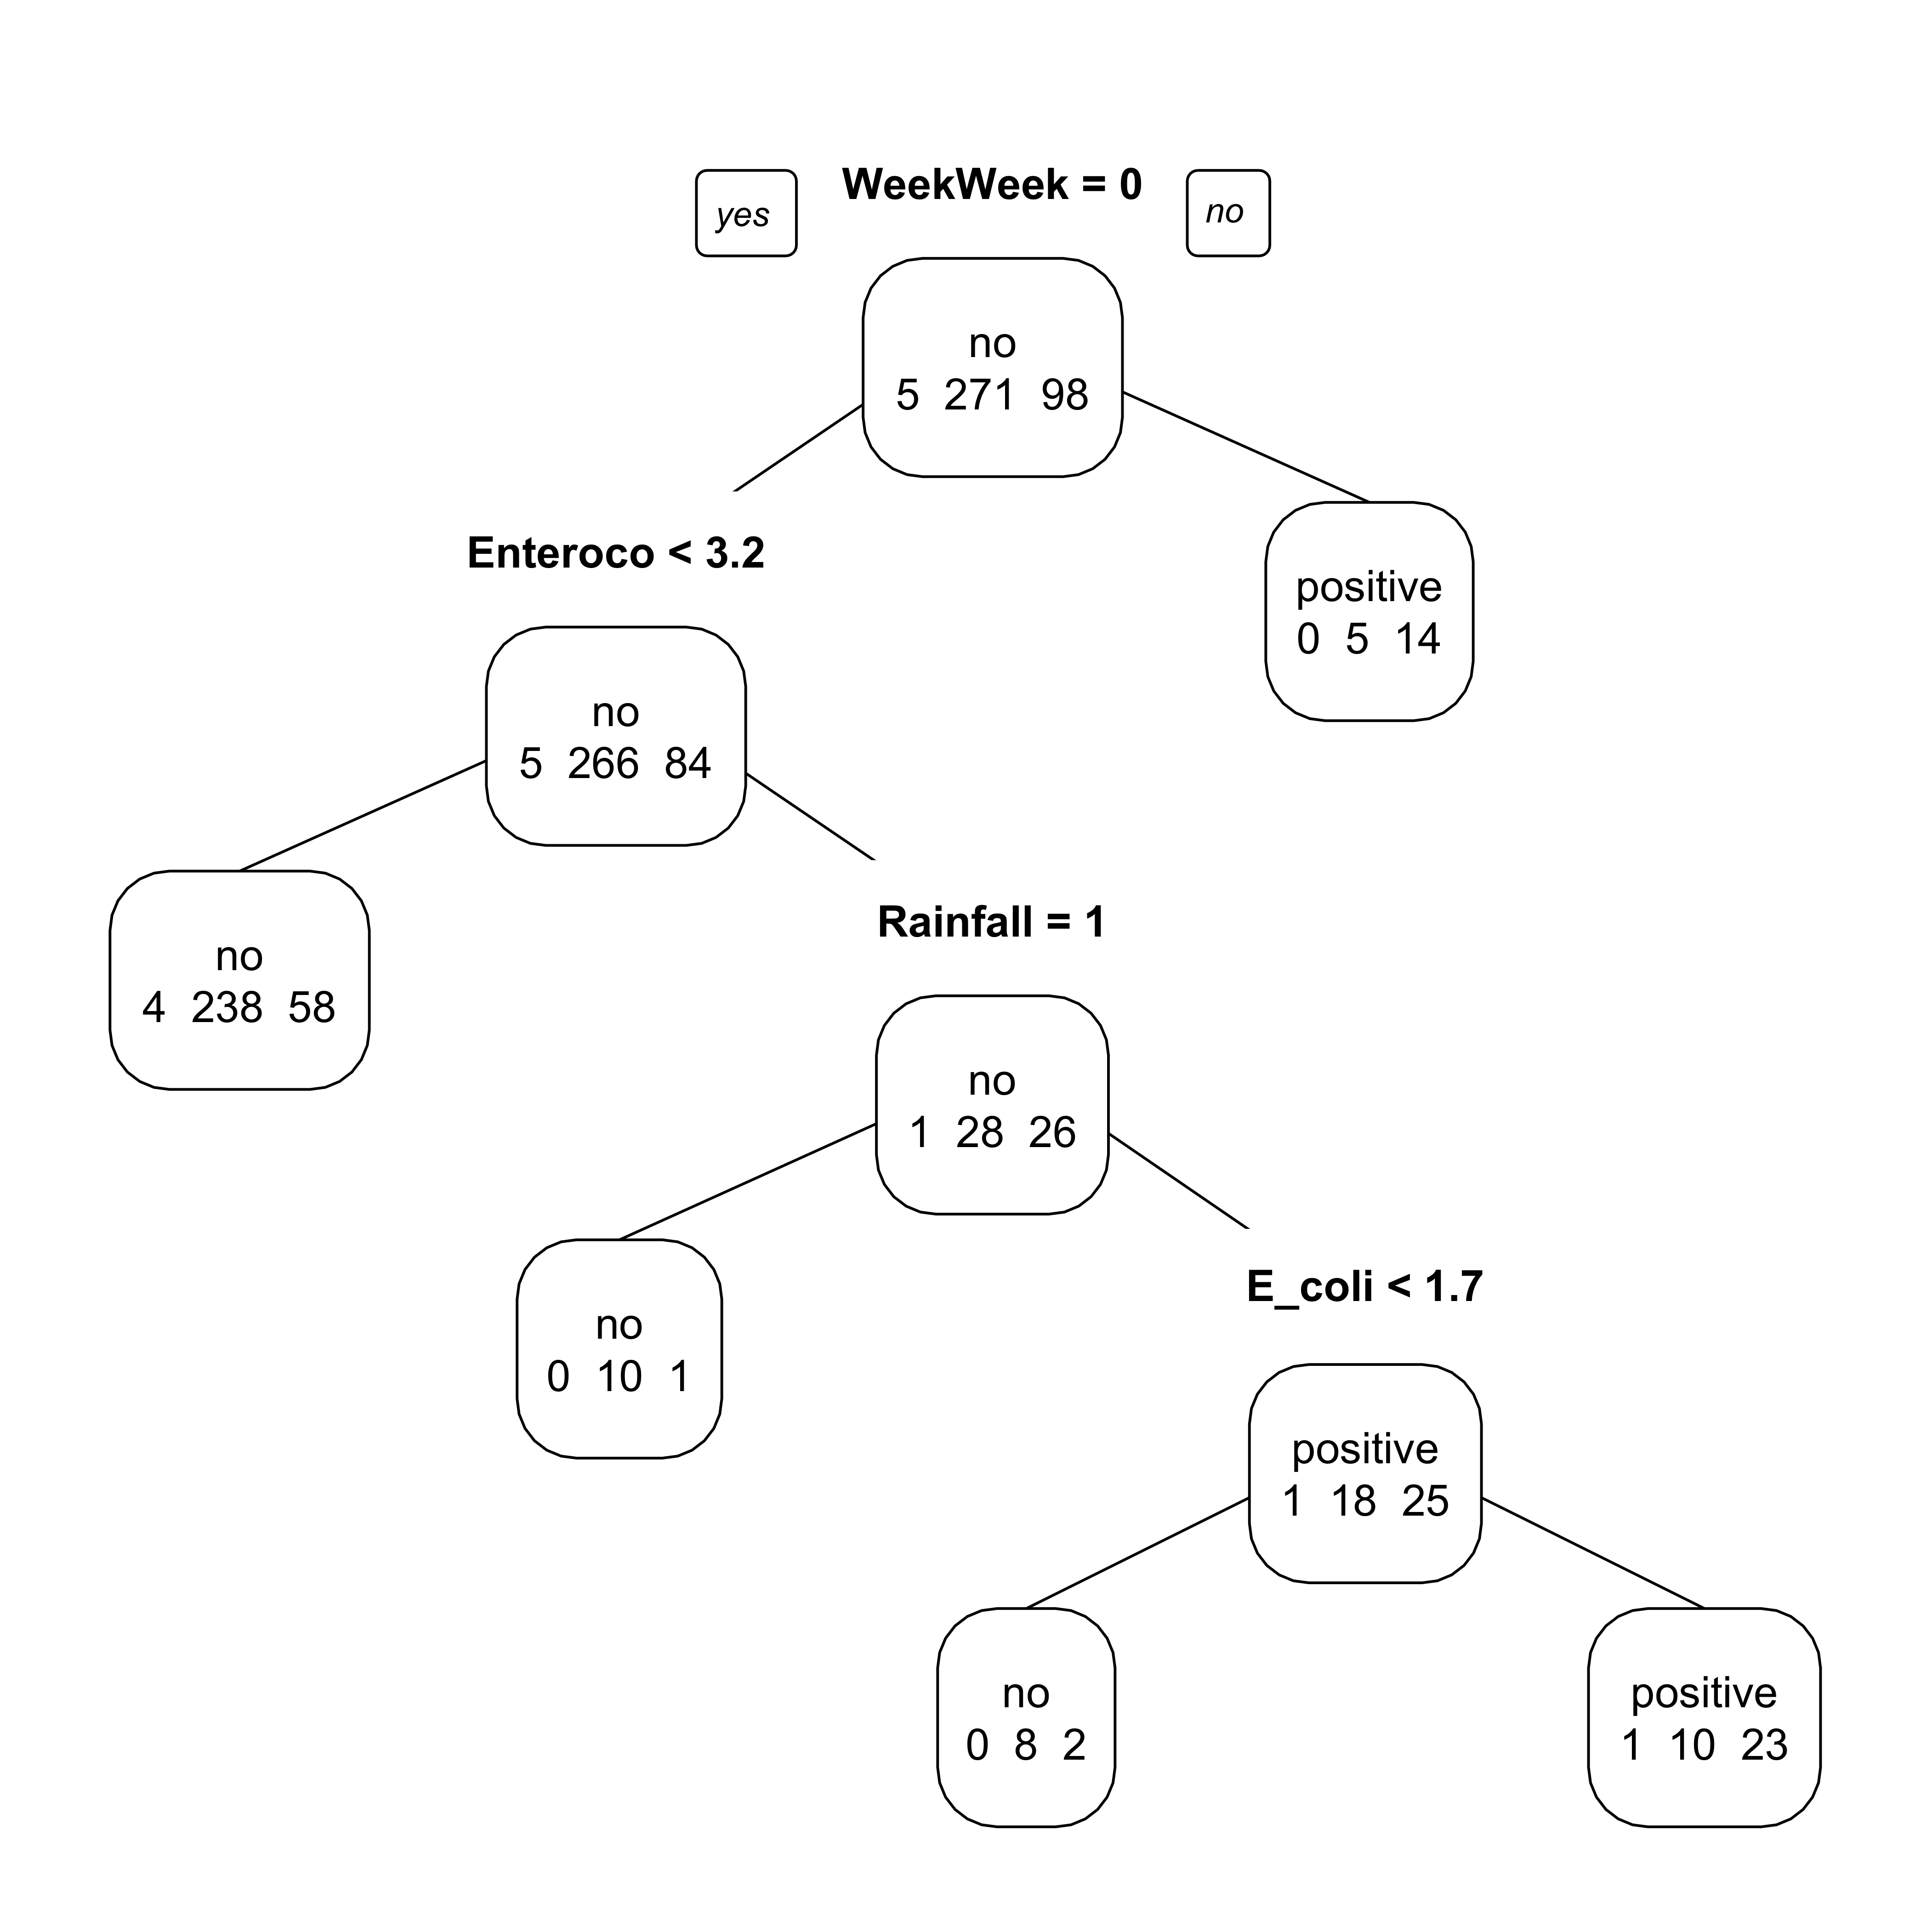 WeekWeek = 0
yes
no
no
5 271 98
Enteroco < 3.2
positive
0 5 14
no
5 266 84
no
4 238 58
Rainfall = 1
no
1 28 26
no
0 10 1
E_coli < 1.7
positive
1 18 25
no
0 8 2
positive
1 10 23